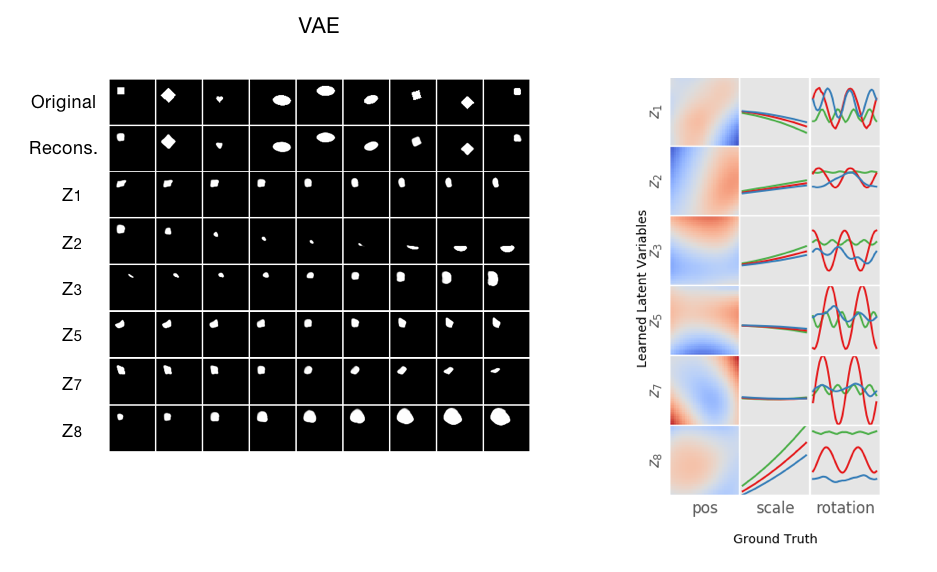 VAE
Original
Recons.
Z1
Z2
Z3
Z5
Z7
Z8
Learned Latent Variables
Z1
Z2
Z3
Z5
Z7
Z8
pos scale rotation
Ground Truth